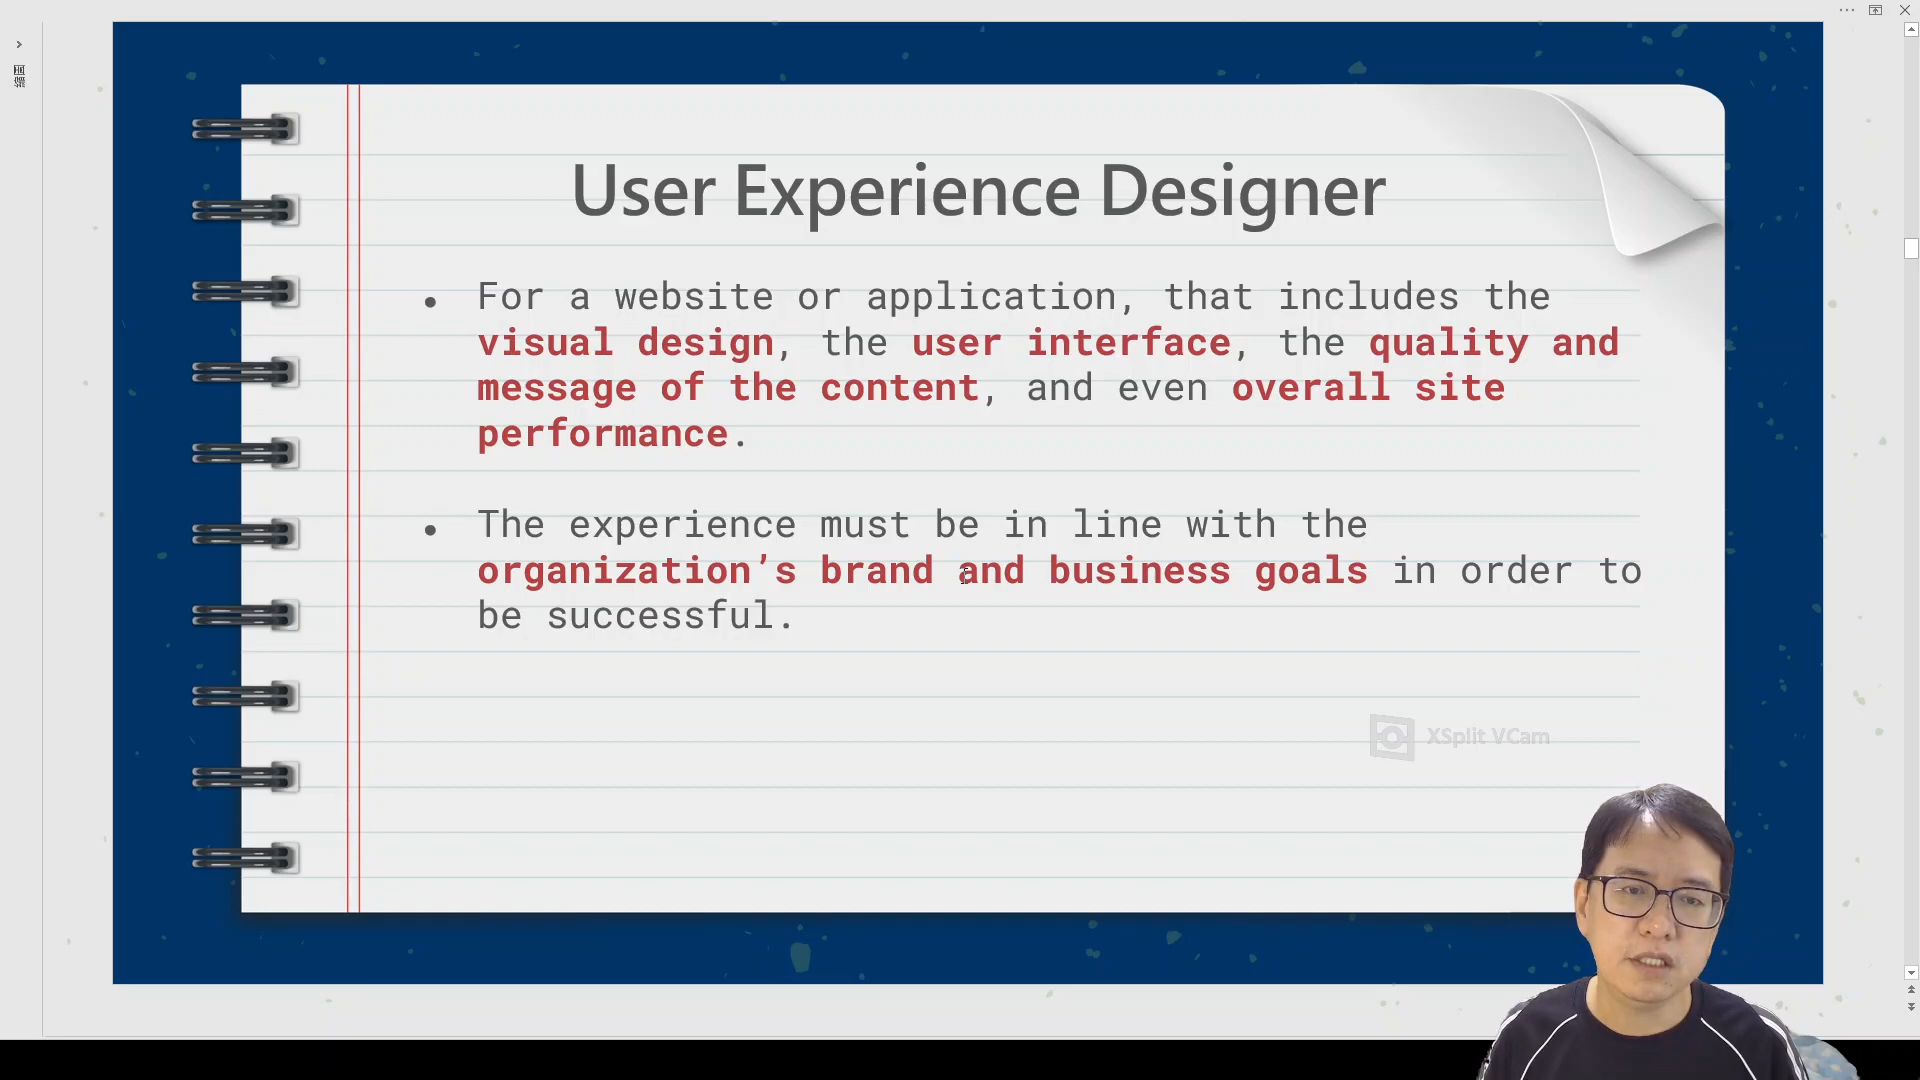 User Experience Designer
• For a website or application, that includes the
visual design, the user interface, the quality and
message of the content, and even overall site
performance.
• The experience must be in line with the
organization’s brand and business goals in order to
be successful.
XSplit VCam